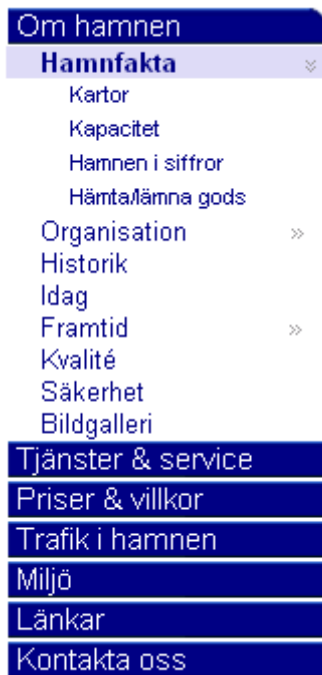 Om hamnen
Hamnfakta
Kartor
Kapacitet
Hamnen i siffror
Hämta/lämna gods
Organisation »
Historik
Idag
Framtid »
Kvalité
Säkerhet
Bildgalleri
Tjänster & service
Priser & villkor
Trafik i hamnen
Miljö
Länkar
Kontakta oss